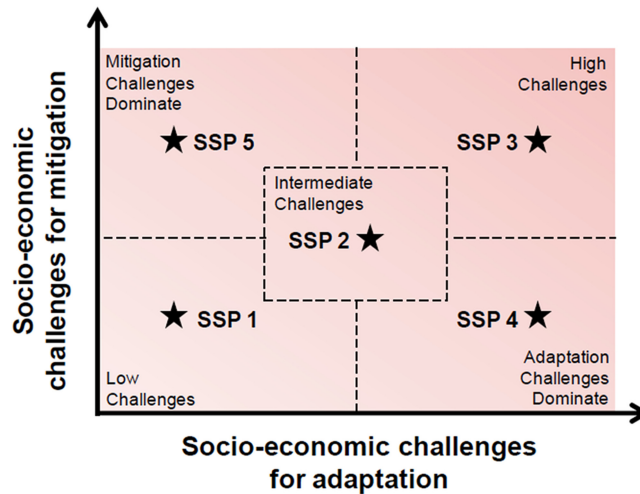 Socio-economic
challenges for mitigation
Mitigation
Challenges
Dominate
High
Challenges
SSP 5
SSP 3
Intermediate
Challenges
SSP 2
SSP 1
SSP 4
Low
Challenges
Adaptation
Challenges
Dominate
Socio-economic challenges
for adaptation